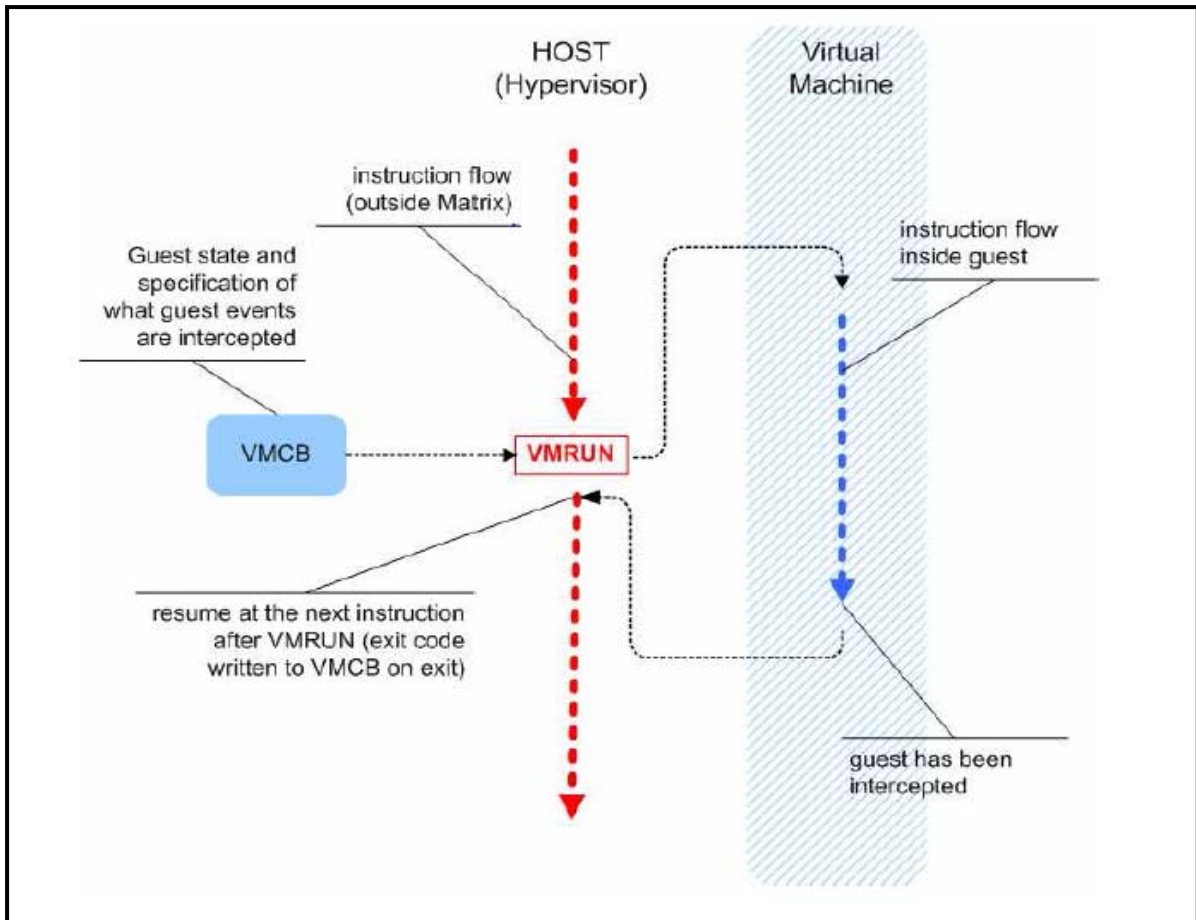 HOST
(Hypervisor)
Virtual
Machine
instruction flow
(outside Matrix)
instruction flow
inside guest
Guest state and
specification of
what guest events
are intercepted
VMCB
VMRUN
resume at the next instruction
after VMRUN (exit code
written to VMCB on exit)
guest has been
intercepted